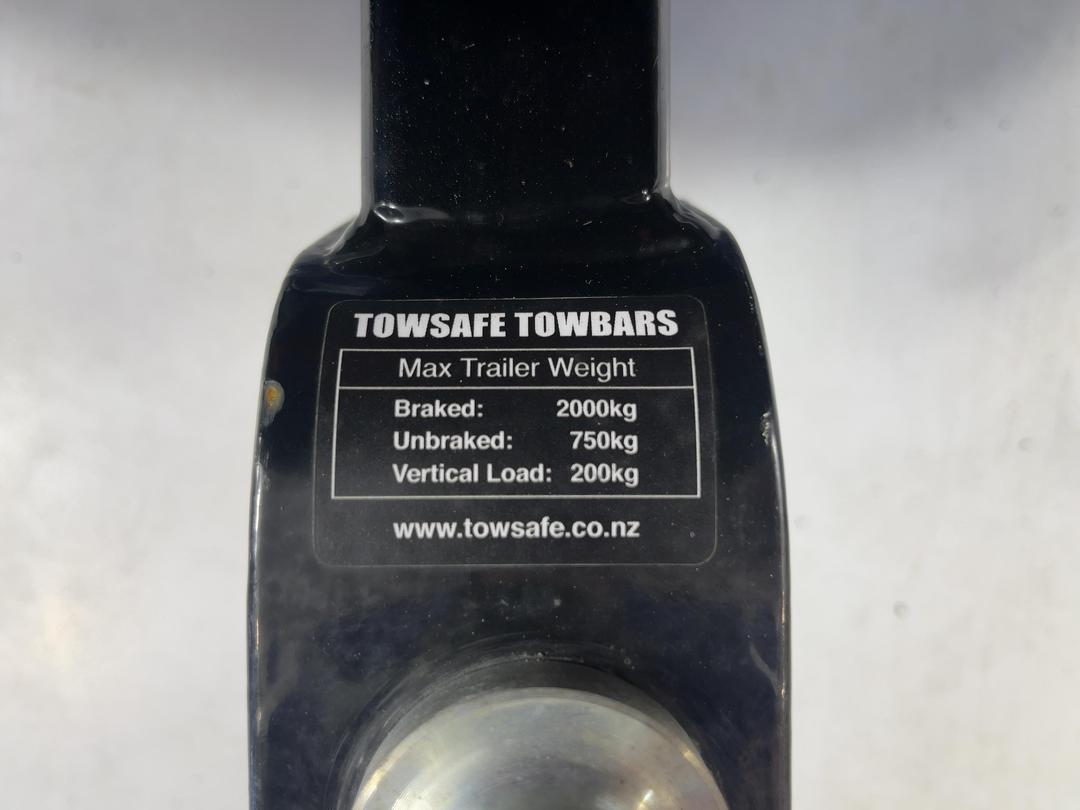 TOWSAFE TOWBARS
Max Trailer Weight
Braked: 2000kg
Unbraked: 750kg
Vertical Load: 200kg
www.towsafe.co.nz